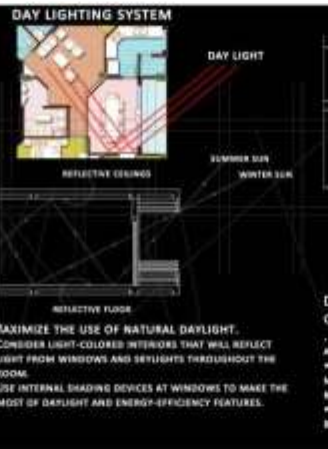 DAY LIGHTING SYSTEM
DAY LIGHT
SUMMER SUN
WINTER SUN
REFLECTIVE CEILINGS
REFLECTIVE FLOOR
MAXIMIZE THE USE OF NATURAL DAYLIGHT.
CONSIDER LIGHT-COLORED INTERIORS THAT WILL REFLECT
LIGHT FROM WINDOWS AND SKYLIGHTS THROUGHOUT THE
ROOM.
USE INTERNAL SHADING DEVICES AT WINDOWS TO MAKE THE
MOST OF DAYLIGHT AND ENERGY-EFFICIENCY FEATURES.